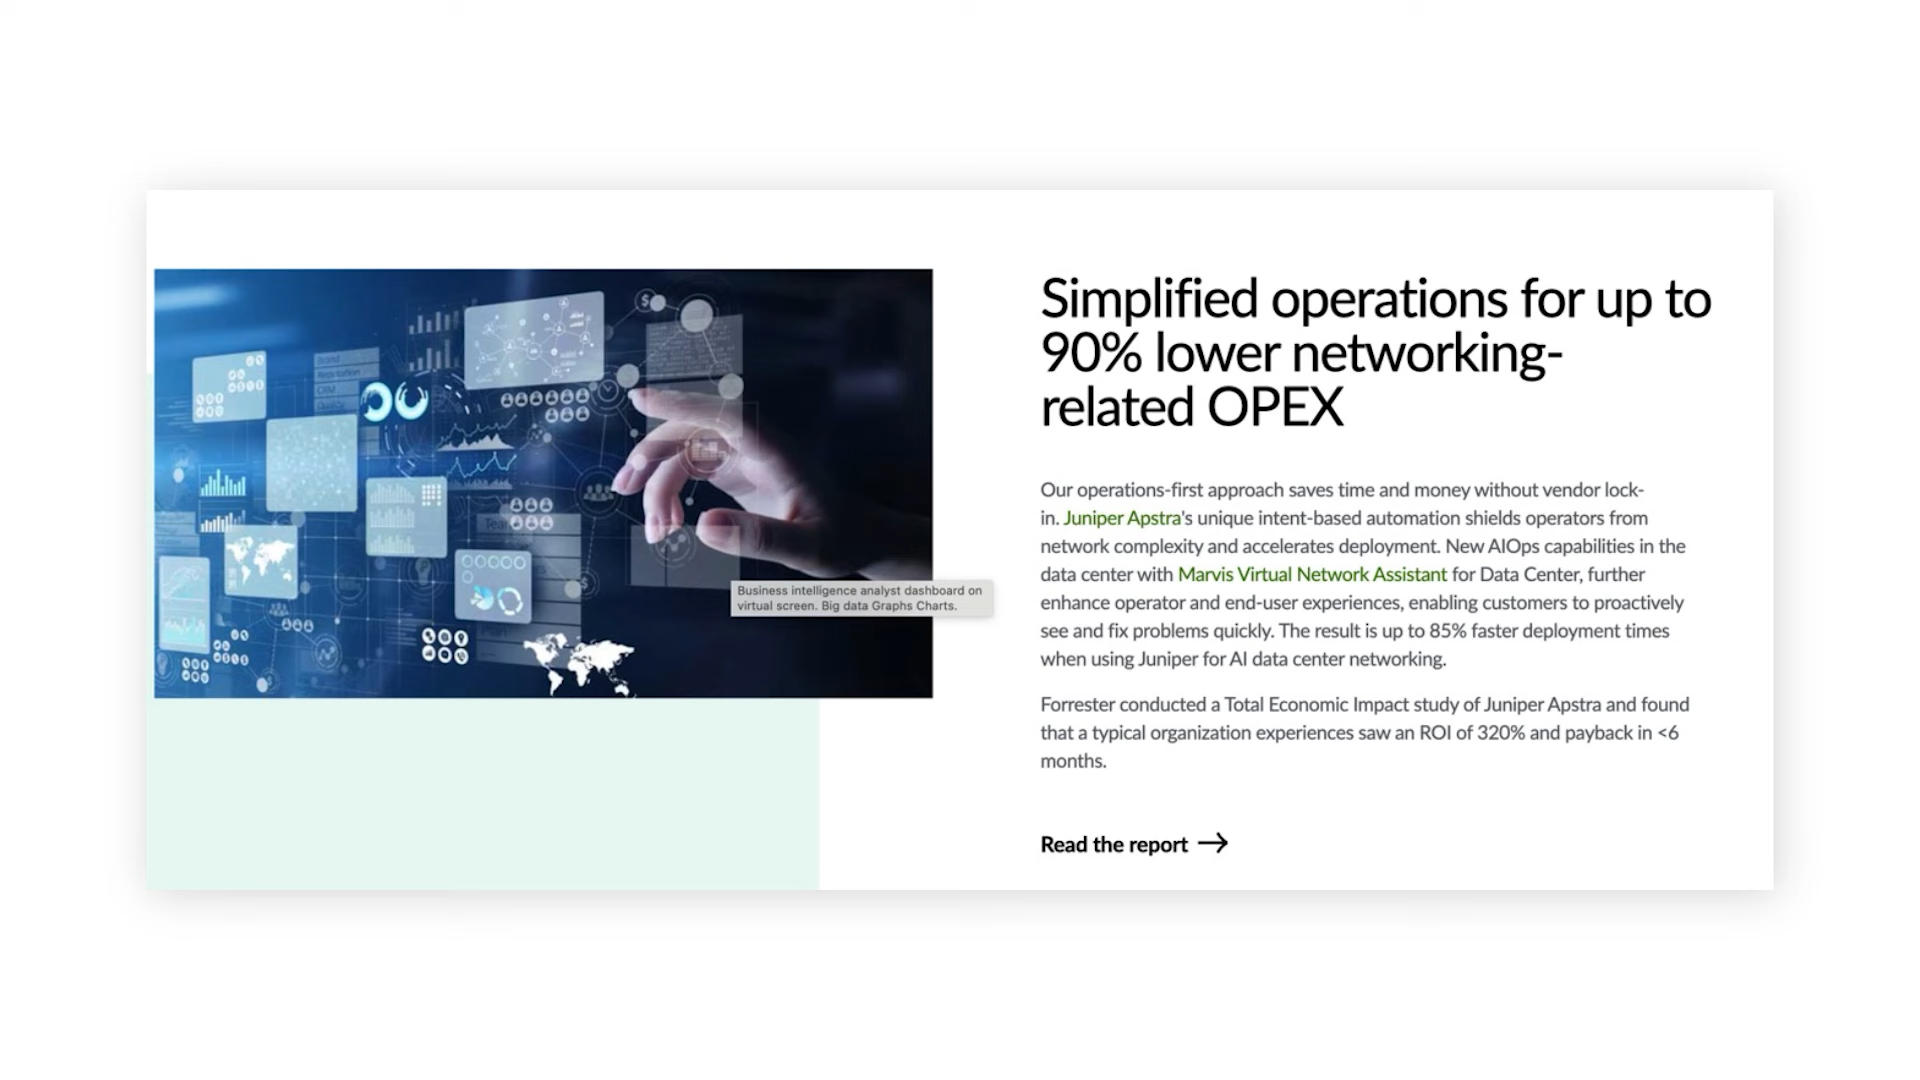 Simplified operations for up to
90% lower networking-
related OPEX
Our operations-first approach saves time and money without vendor lock-
in. Juniper Apstra's unique intent-based automation shields operators from
network complexity and accelerates deployment. New AIOps capabilities in the
data center with Marvis Virtual Network Assistant for Data Center, further
enhance operator and end-user experiences, enabling customers to proactively
see and fix problems quickly. The result is up to 85% faster deployment times
when using Juniper for AI data center networking.
Forrester conducted a Total Economic Impact study of Juniper Apstra and found
that a typical organization experiences saw an ROI of 320% and payback in <6
months.
Read the report
Business intelligence analyst dashboard on
virtual screen. Big data Graphs Charts.
Brand
Reputation